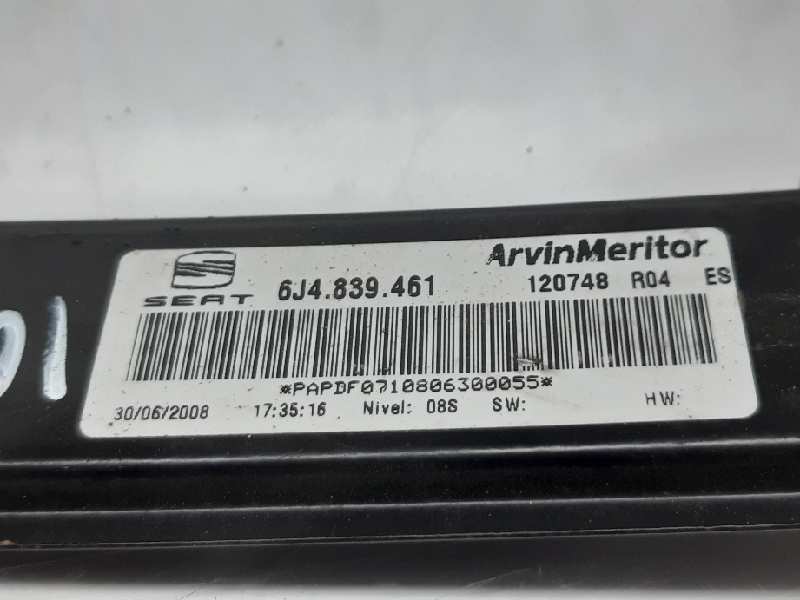 ArvinMeritor
SEAT 6J4.839.461 120748 R04 ES
*PAPDF0710806300055*
30/06/2008 17:35:16 Nivel: 08S SW: HW:
01